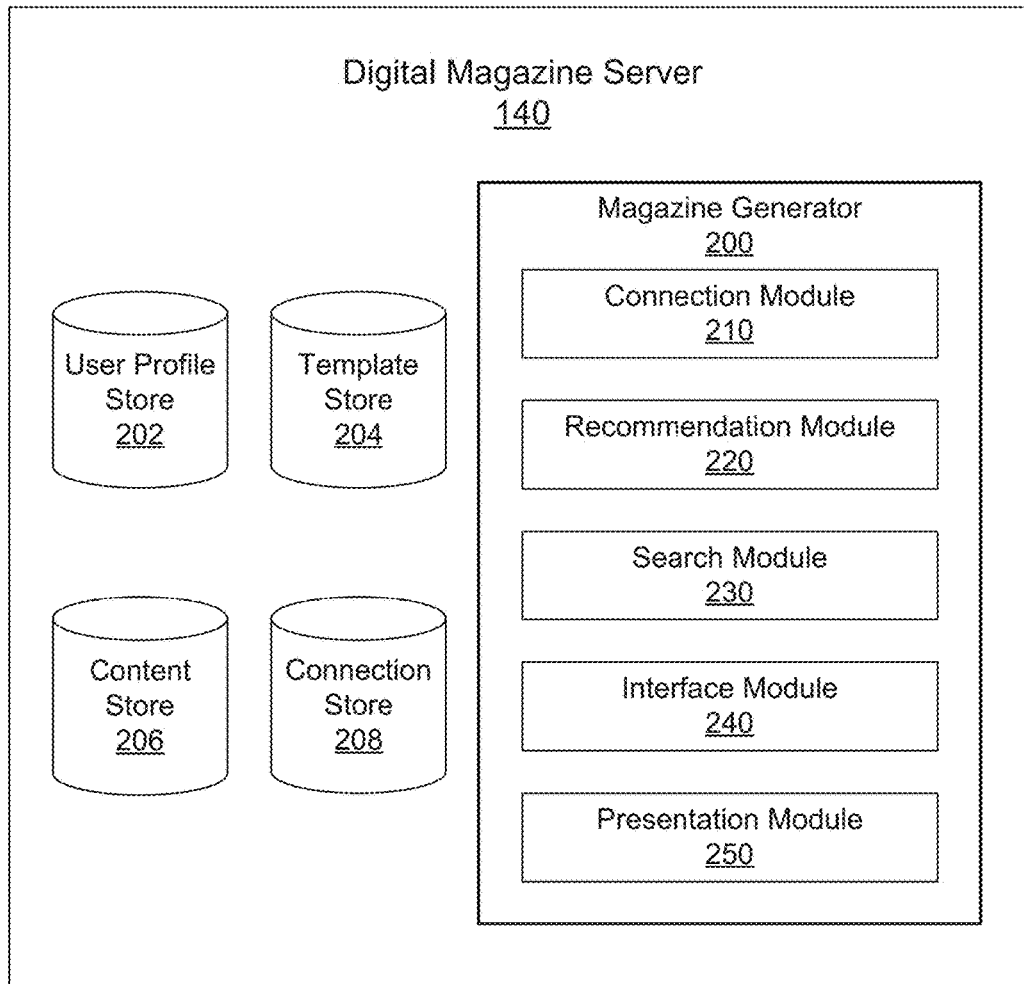 Digital Magazine Server
140
Magazine Generator
200
Connection Module
210
Recommendation Module
220
Search Module
230
Interface Module
240
Presentation Module
250
User Profile
Store
202
Template
Store
204
Content
Store
206
Connection
Store
208